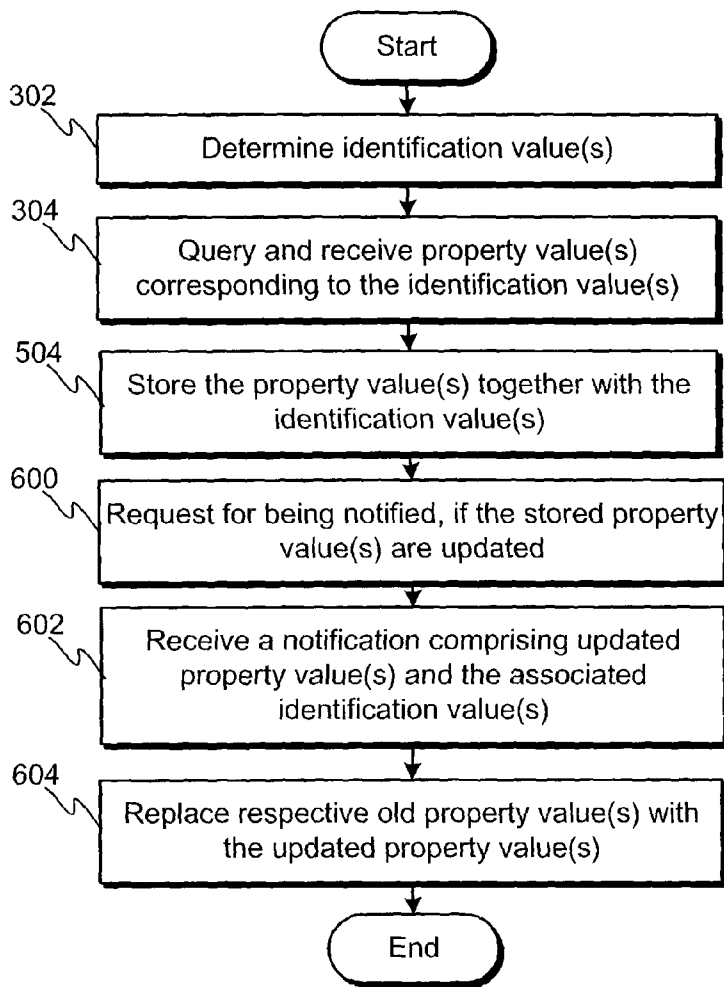 Start
302
Determine identification value(s)
304
Query and receive property value(s)
corresponding to the identification value(s)
504
Store the property value(s) together with the
identification value(s)
600
Request for being notified, if the stored property
value(s) are updated
602
Receive a notification comprising updated
property value(s) and the associated
identification value(s)
604
Replace respective old property value(s) with
the updated property value(s)
End